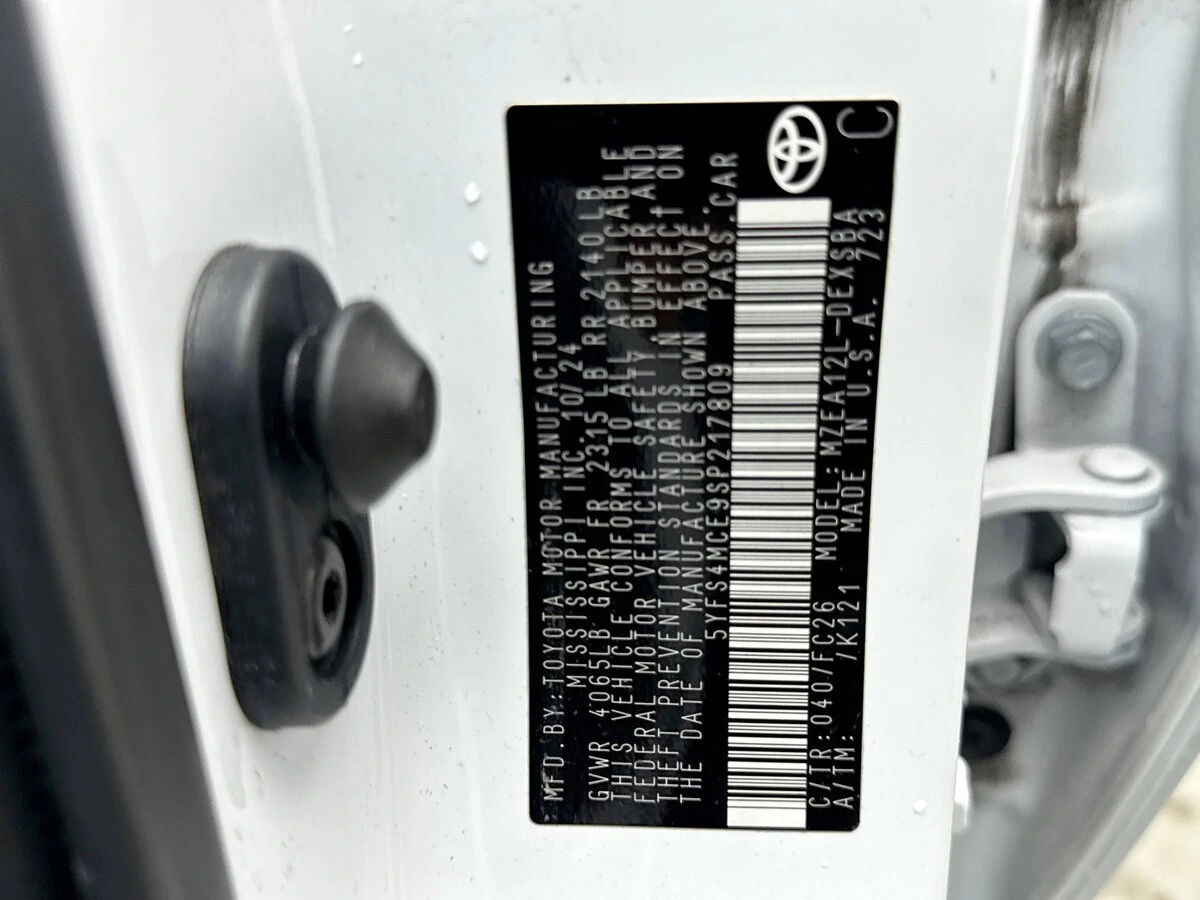 MFD.BY:TOYOTA MOTOR MANUFACTURING
MISSISSIPPI INC. 10/24
GVWR 4065LB GAWR FR 2315 LB RR 2140LB
THIS VEHICLE CONFORMS TO ALL APPLICABLE
FEDERAL MOTOR VEHICLE SAFETY, BUMPER AND
THEFT PREVENTION STANDARDS IN EFFECT ON
THE DATE OF MANUFACTURE SHOWN ABOVE.
5YFS4MCE9SP217809 PASS.CAR
C/TR:040/FC26 MODEL:MZEA12L-DEXSBA
A/TM: /K121 MADE IN U.S.A. 723
C